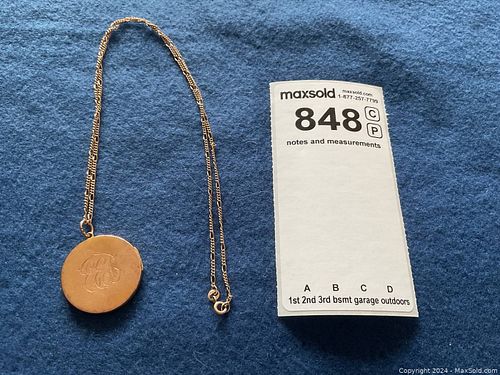 maxsold maxsold.com
1-877-257-7799
848 C
P
notes and measurements
A B C D
1st 2nd 3rd bsmt garage outdoors
Copyright 2024 - MaxSold.com